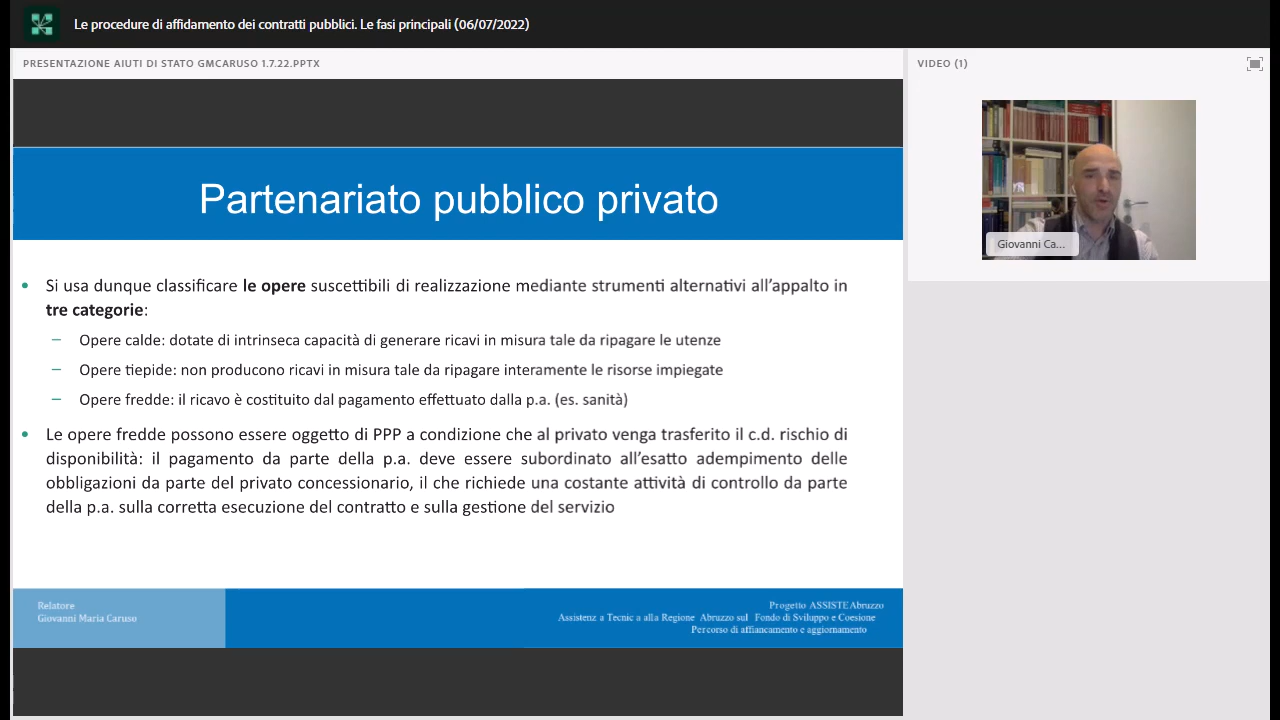 Le procedure di affidamento dei contratti pubblici. Le fasi principali (06/07/2022)
PRESENTAZIONE AIUTI DI STATO GMCARUSO 1.7.22.PPTX
VIDEO (1)
Giovanni Ca...
Partenariato pubblico privato
• Si usa dunque classificare le opere suscettibili di realizzazione mediante strumenti alternativi all'appalto in
tre categorie:
– Opere calde: dotate di intrinseca capacità di generare ricavi in misura tale da ripagare le utenze
– Opere tiepide: non producono ricavi in misura tale da ripagare interamente le risorse impiegate
– Opere fredde: il ricavo è costituito dal pagamento effettuato dalla p.a. (es. sanità)
• Le opere fredde possono essere oggetto di PPP a condizione che al privato venga trasferito il c.d. rischio di
disponibilità: il pagamento da parte della p.a. deve essere subordinato all'esatto adempimento delle
obbligazioni da parte del privato concessionario, il che richiede una costante attività di controllo da parte
della p.a. sulla corretta esecuzione del contratto e sulla gestione del servizio
Relatore
Giovanni Maria Caruso
Progetto ASSISTE Abruzzo
Assistenz a Tecnic a alla Regione Abruzzo sul Fondo di Sviluppo e Coesione
Percorso di affiancamento e aggiornamento